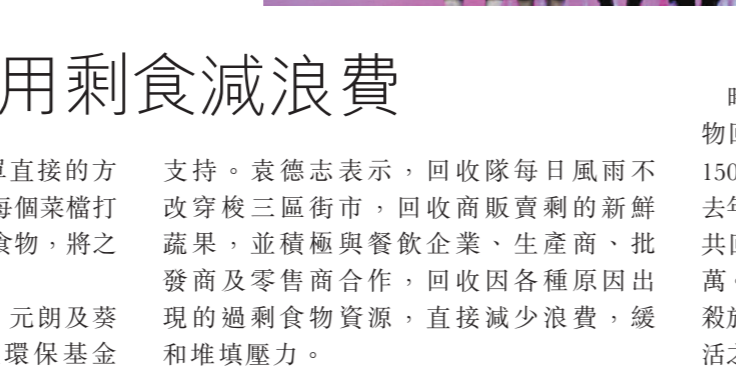 用剩食減浪費
單直接的方
每個菜檔打
食物，將之
元朗及葵
環保基金
支持。袁德志表示，回收隊每日風雨不
改穿梭三區街市，回收商販賣剩的新鮮
蔬果，並積極與餐飲企業、生產商、批
發商及零售商合作，回收因各種原因出
現的過剩食物資源，直接減少浪費，緩
和堆填壓力。
物回
150
去年
共回
萬
活之